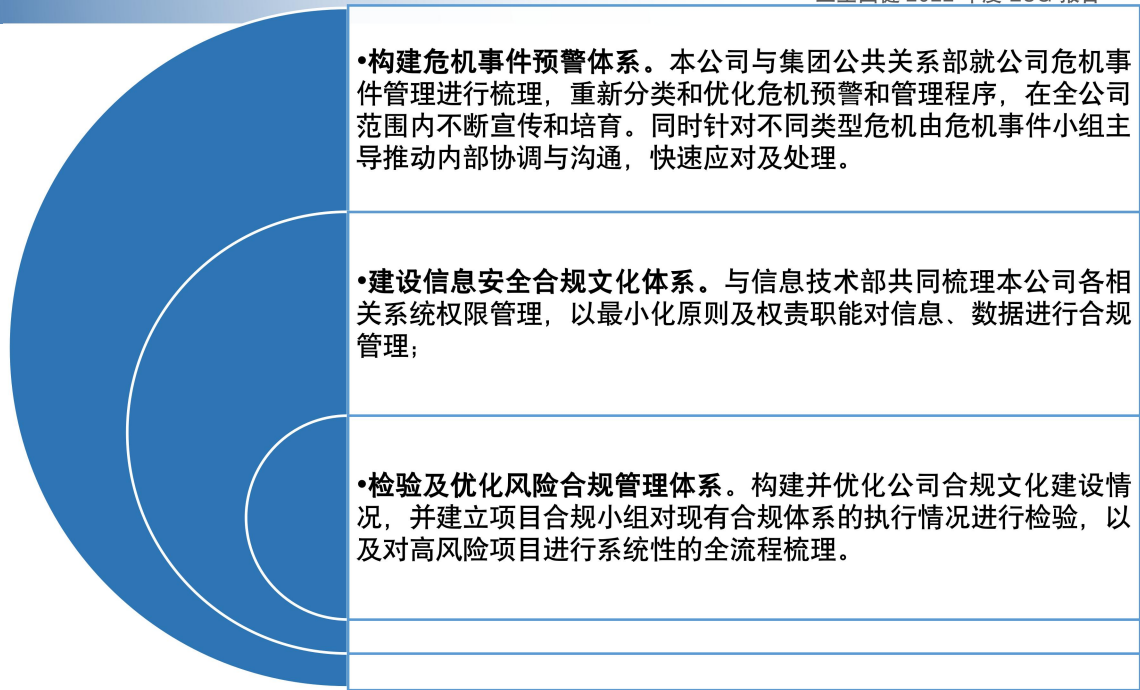 •构建危机事件预警体系。本公司与集团公共关系部就公司危机事
件管理进行梳理，重新分类和优化危机预警和管理程序，在全公司
范围内不断宣传和培育。同时针对不同类型危机由危机事件小组主
导推动内部协调与沟通，快速应对及处理。
•建设信息安全合规文化体系。与信息技术部共同梳理本公司各相
关系统权限管理，以最小化原则及权责职能对信息、数据进行合规
管理；
•检验及优化风险合规管理体系。构建并优化公司合规文化建设情
况，并建立项目合规小组对现有合规体系的执行情况进行检验，以
及对高风险项目进行系统性的全流程梳理。